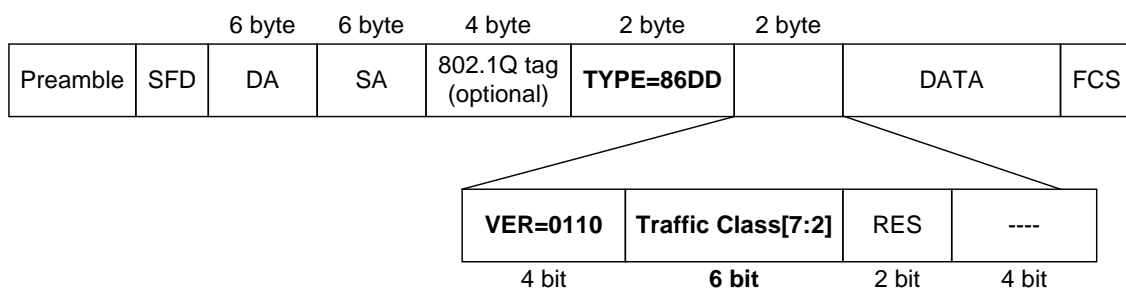 6 byte 6 byte 4 byte 2 byte 2 byte
Preamble SFD DA SA 802.1Q tag (optional) TYPE=86DD DATA FCS
VER=0110 Traffic Class[7:2] RES ----
4 bit 6 bit 2 bit 4 bit